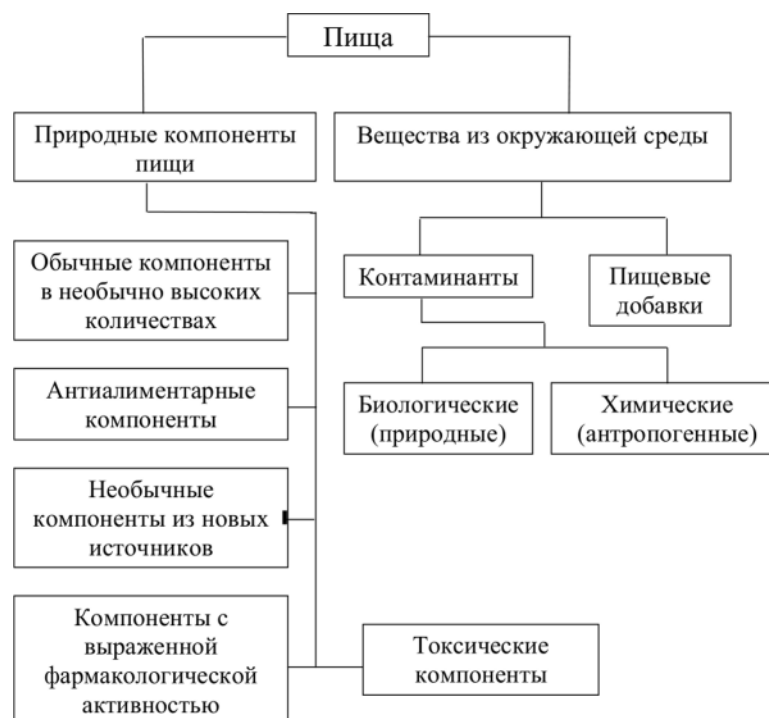 Пища
Природные компоненты
пищи
Вещества из окружающей среды
Обычные компоненты
в необычно высоких
количествах
Контаминанты
Пищевые
добавки
Антиалиментарные
компоненты
Биологические
(природные)
Химические
(антропогенные)
Необычные
компоненты из новых
источников
Компоненты с
выраженной
фармакологической
активностью
Токсические
компоненты